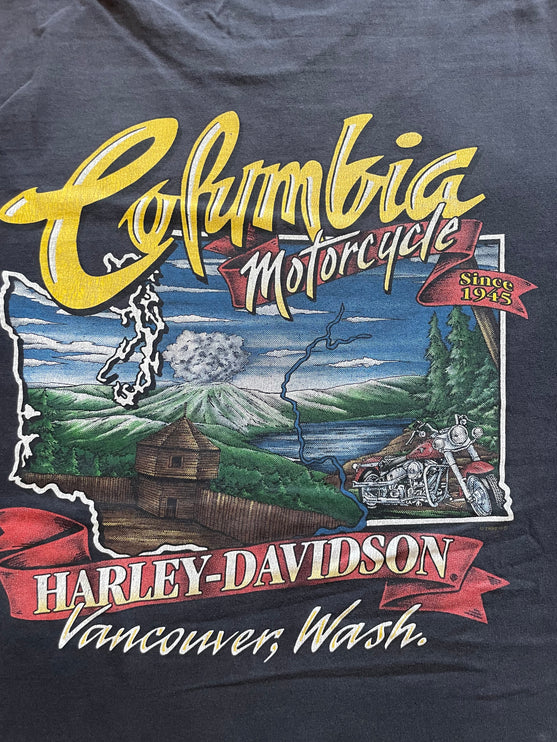 Columbia
Motorcycle
Since
1945
HARLEY-DAVIDSON
Vancouver, Wash.